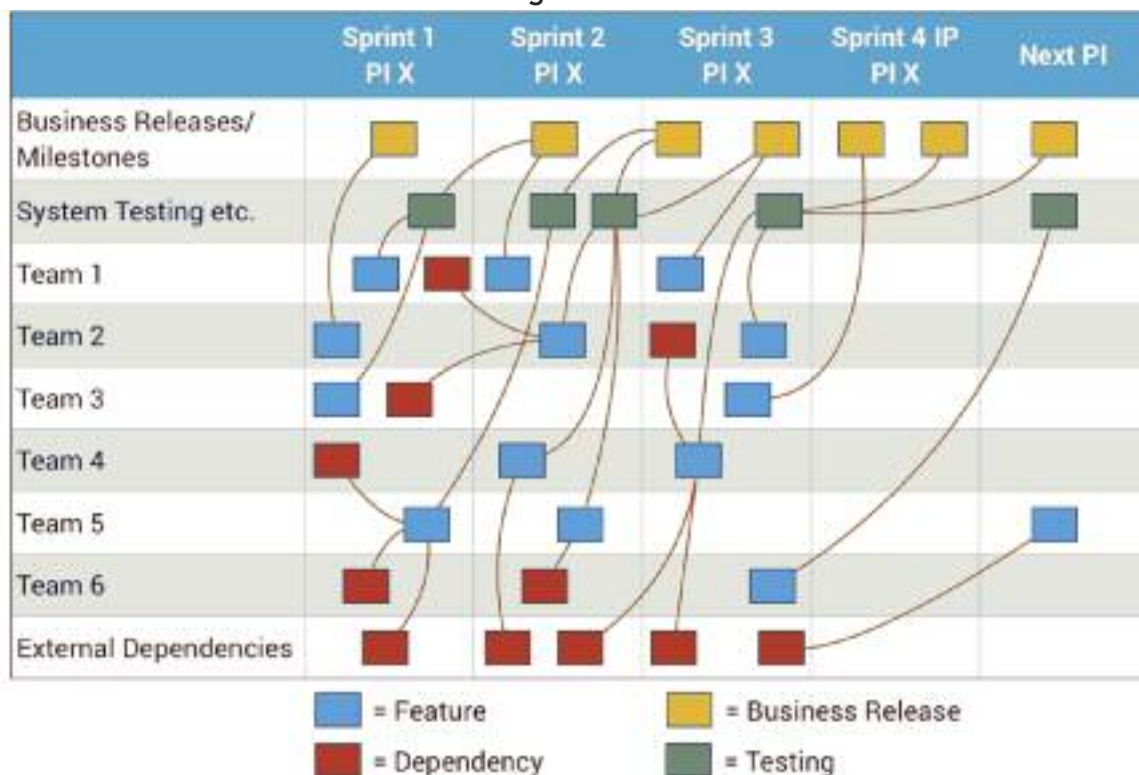 Sprint 1
PI X
Sprint 2
PI X
Sprint 3
PI X
Sprint 4 IP
PI X
Next PI
Business Releases/
Milestones
System Testing etc.
Team 1
Team 2
Team 3
Team 4
Team 5
Team 6
External Dependencies
= Feature
= Business Release
= Dependency
= Testing